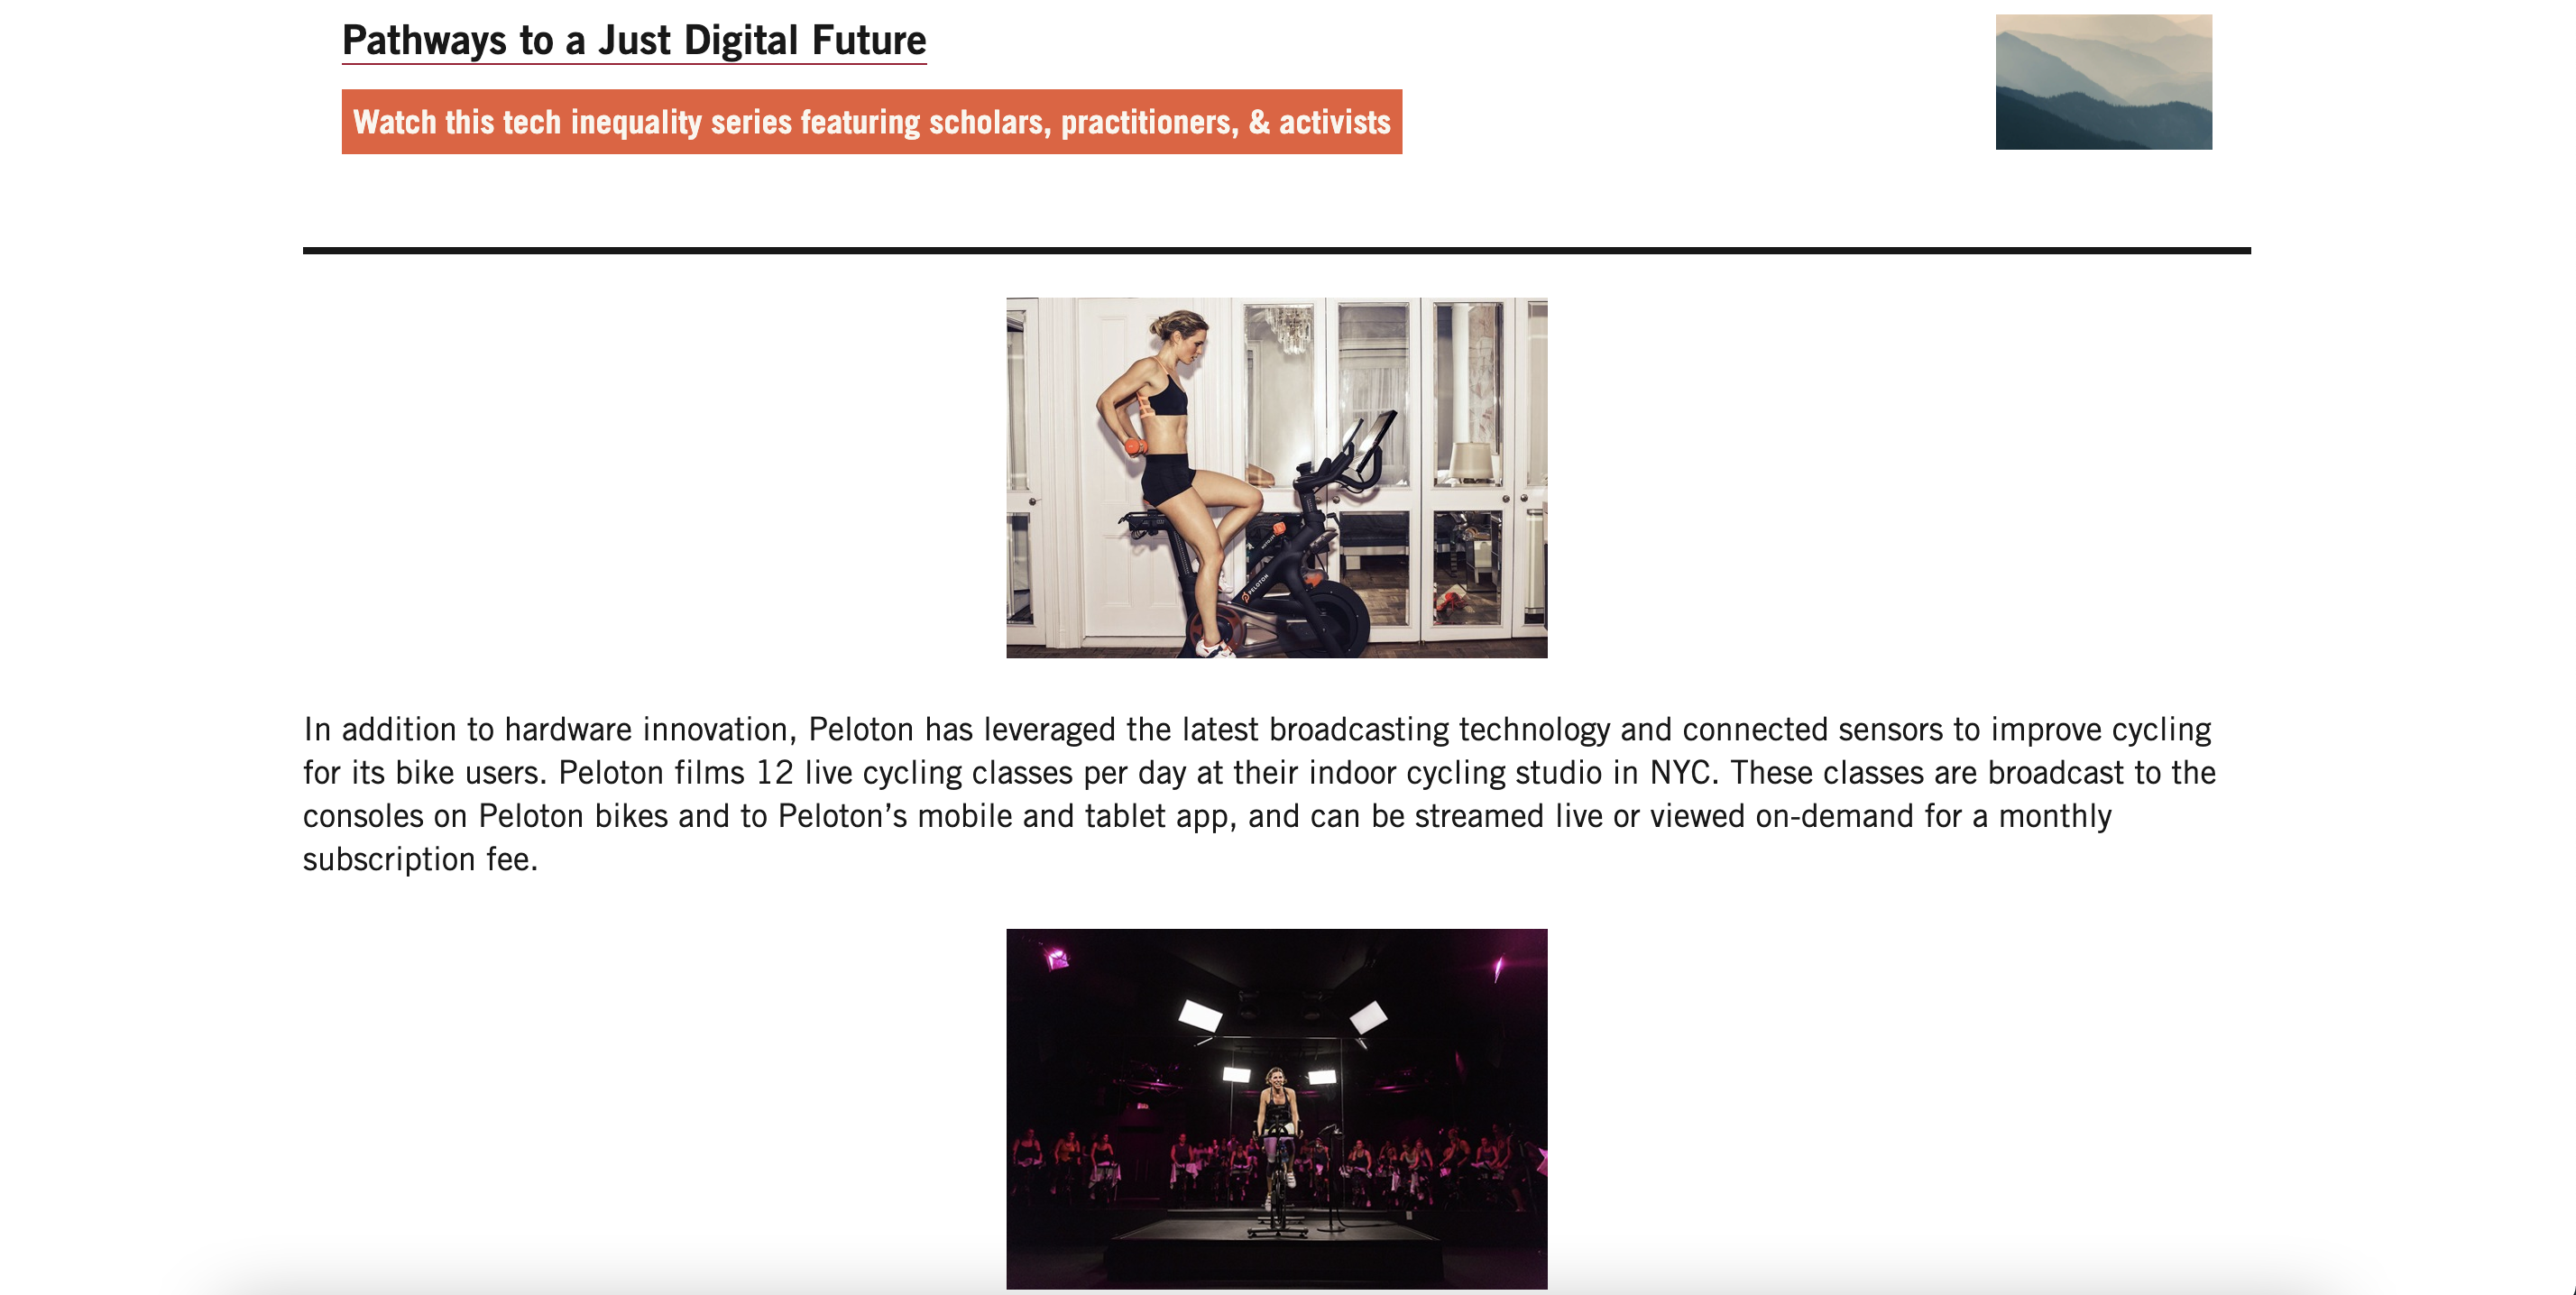 Pathways to a Just Digital Future
Watch this tech inequality series featuring scholars, practitioners, & activists
PELOTON
In addition to hardware innovation, Peloton has leveraged the latest broadcasting technology and connected sensors to improve cycling
for its bike users. Peloton films 12 live cycling classes per day at their indoor cycling studio in NYC. These classes are broadcast to the
consoles on Peloton bikes and to Peloton’s mobile and tablet app, and can be streamed live or viewed on-demand for a monthly
subscription fee.